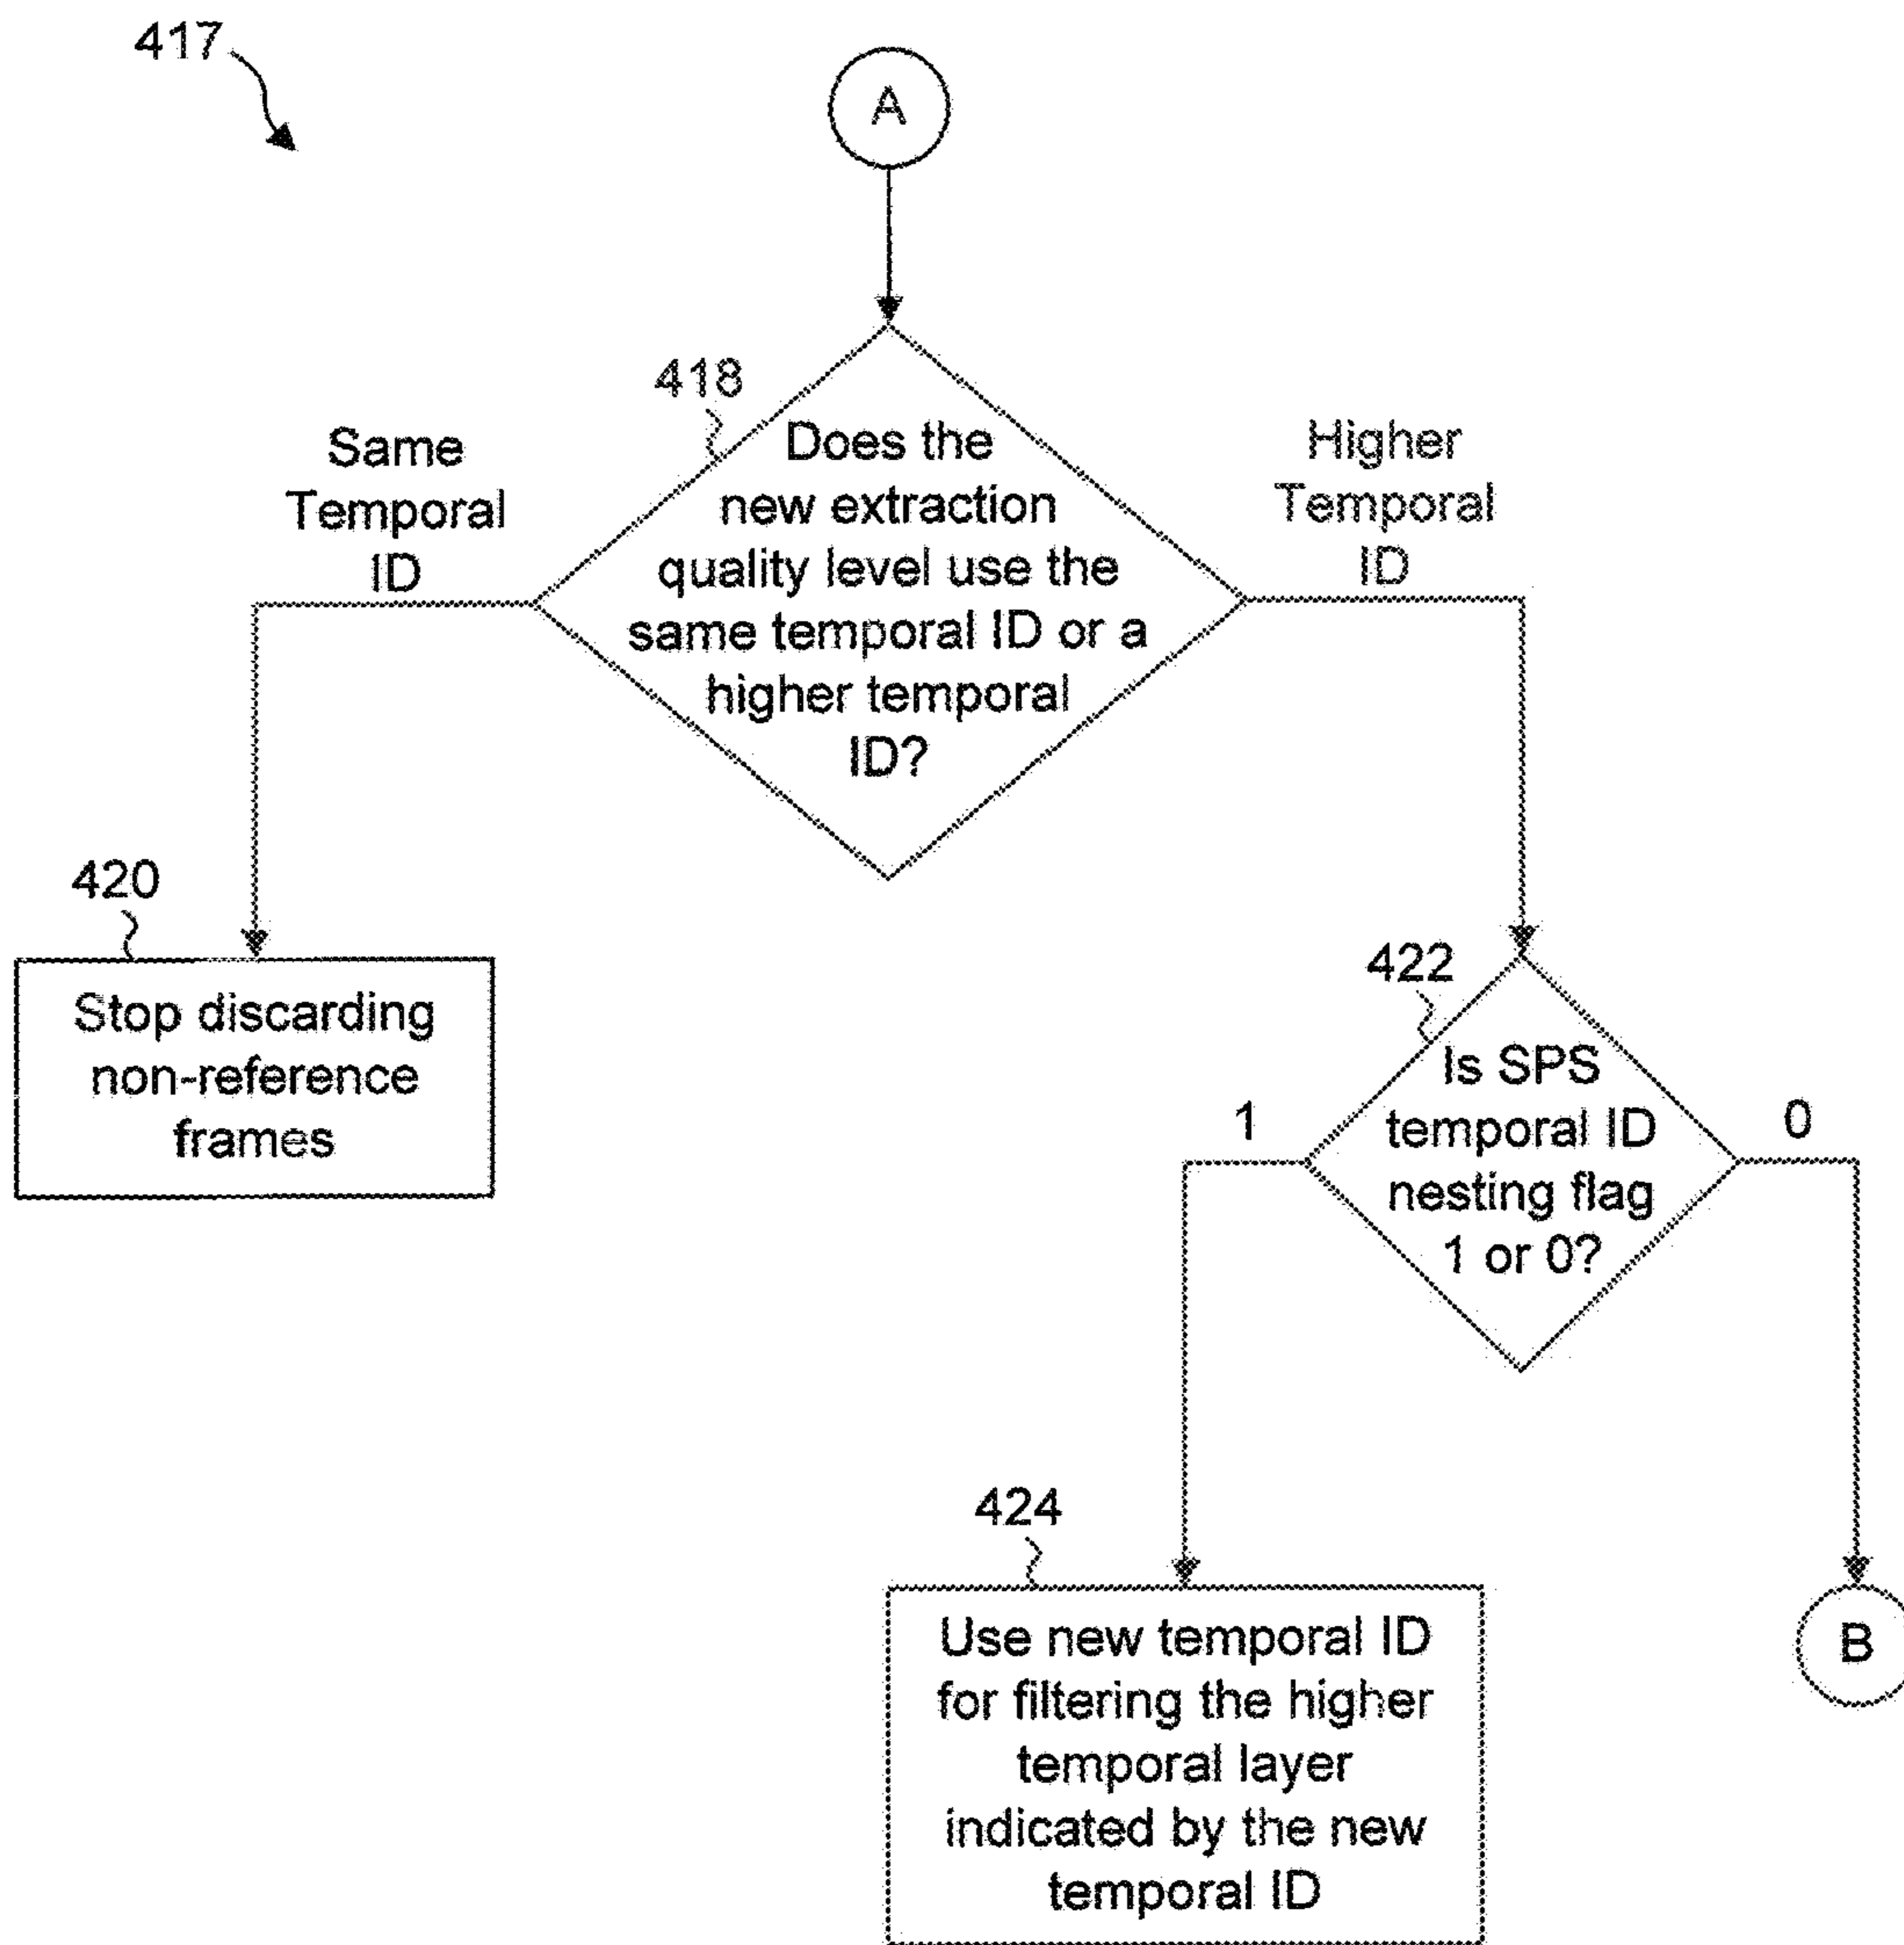 417
A
418
Same
Temporal
ID
Does the
new extraction
quality level use the
same temporal ID or a
higher temporal
ID?
Higher
Temporal
ID
420
Stop discarding
non-reference
frames
422
Is SPS
temporal ID
nesting flag
1 or 0?
1
0
424
Use new temporal ID
for filtering the higher
temporal layer
indicated by the new
temporal ID
B